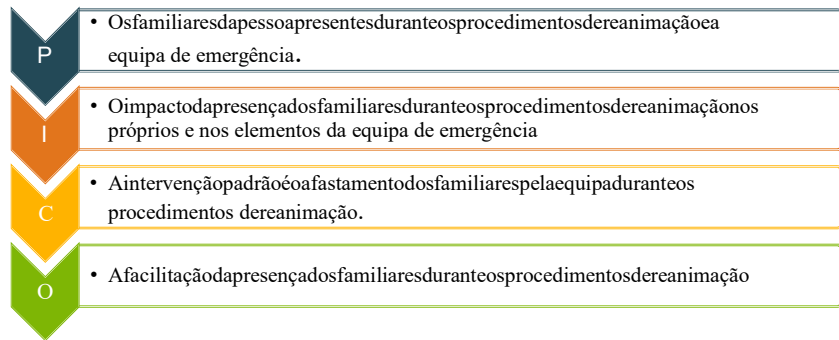 P
• Osfamiliaresdapessoapresentesduranteosprocedimentosdereanimaçãoea
equipa de emergência.
I
• Oimpactodapresençadosfamiliaresduranteosprocedimentosdereanimaçãonos
próprios e nos elementos da equipa de emergência
C
• Aintervençãopadrãoéoafastamentodosfamiliarespelaequipaduranteos
procedimentos dereanimação.
O
• Afacilitaçãodapresençadosfamiliaresduranteosprocedimentosdereanimação